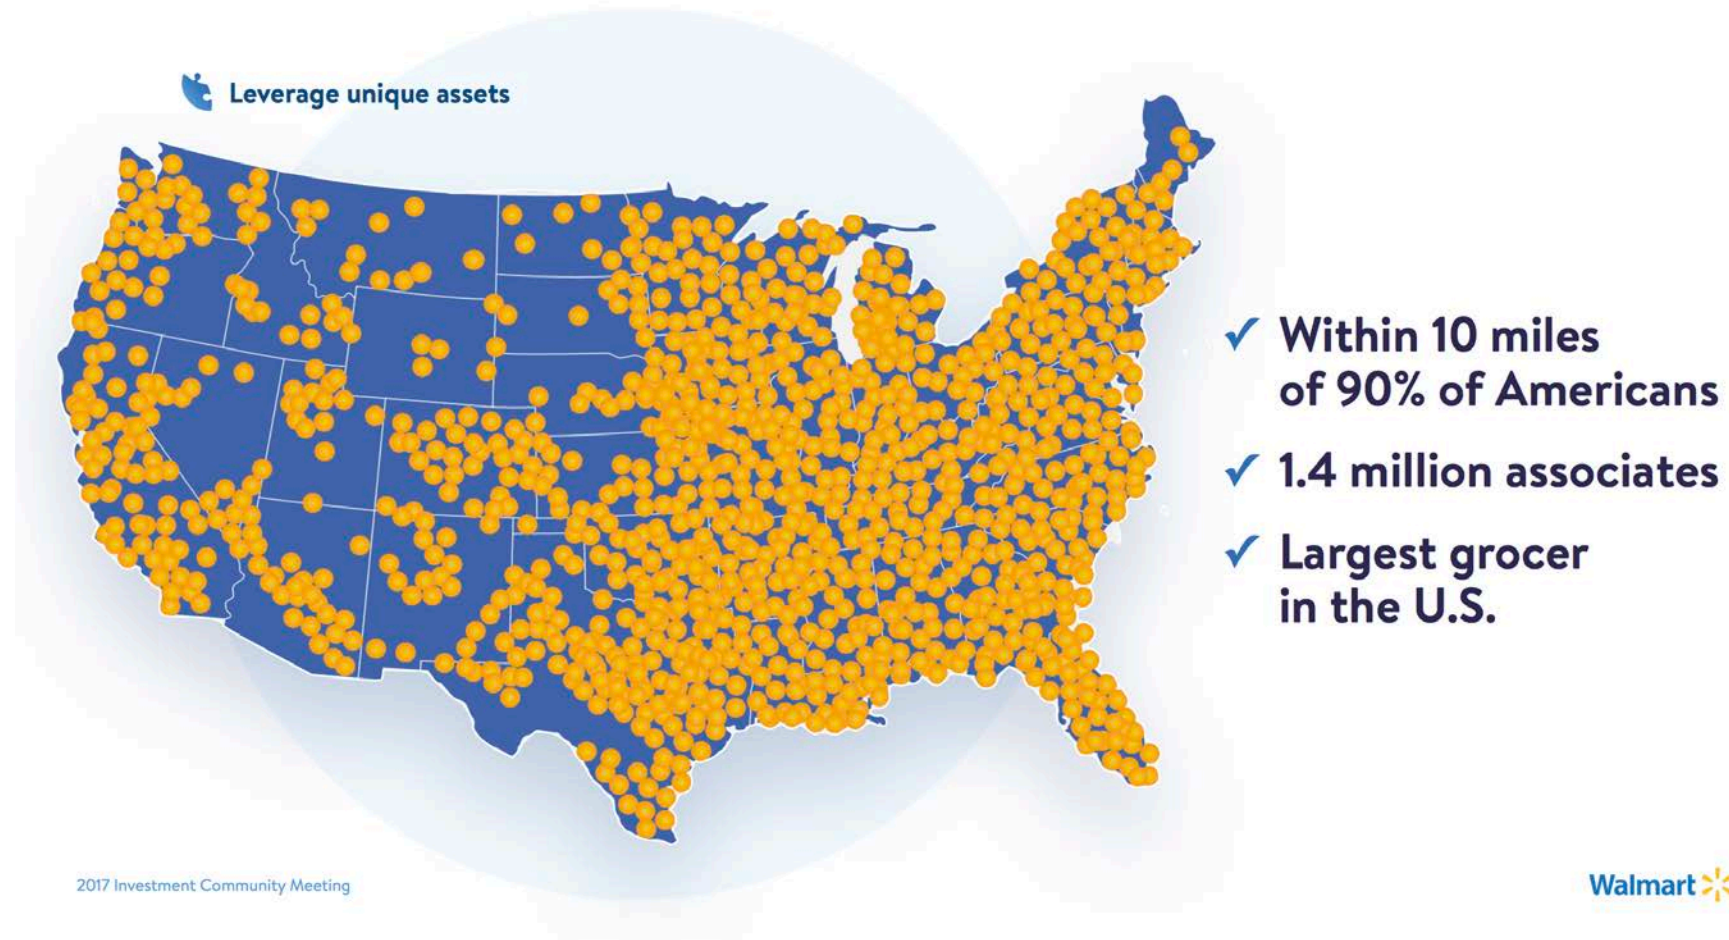 Leverage unique assets
✓ Within 10 miles
of 90% of Americans
✓ 1.4 million associates
✓ Largest grocer
in the U.S.
2017 Investment Community Meeting
Walmart